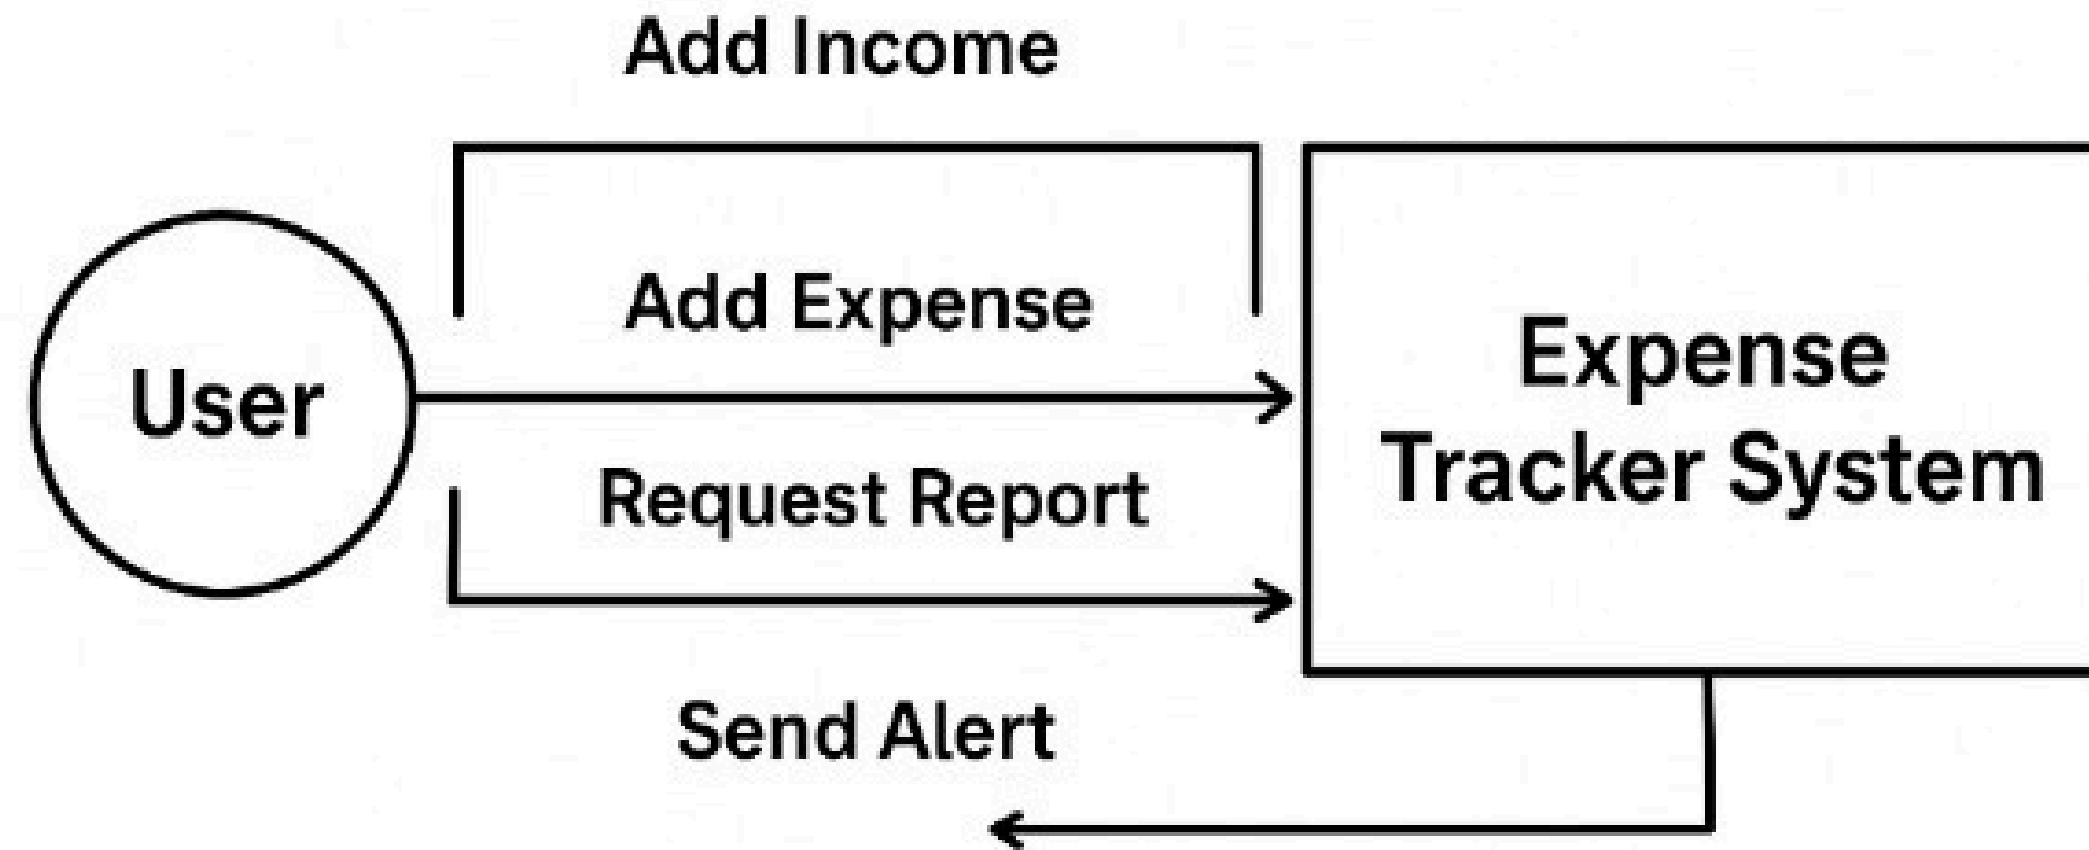 Add Income
Add Expense
User
Request Report
Expense
Tracker System
Send Alert